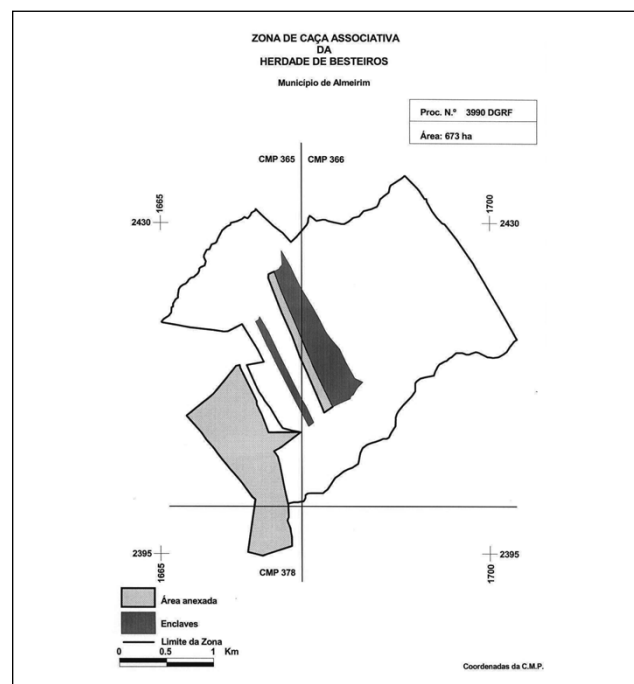 ZONA DE CAÇA ASSOCIATIVA
DA
HERDADE DE BESTEIROS
Município de Almeirim
Proc. N.º 3990 DGRF
Área: 673 ha
CMP 365
CMP 366
1665
1700
2430
2430
2395
2395
1665
1700
CMP 378
Área anexada
Enclaves
Limite da Zona
0 0.5 1 Km
Coordenadas da C.M.P.